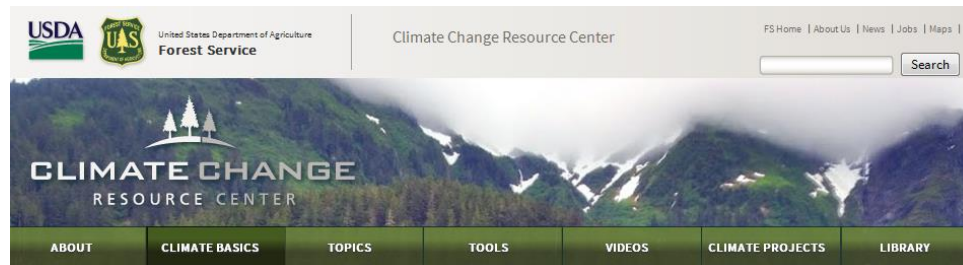 USDA
UAS
United States Department of Agriculture
Forest Service
Climate Change Resource Center
FS Home | About Us | News | Jobs | Maps |
Search
CLIMATE CHANGE
RESOURCE CENTER
ABOUT CLIMATE BASICS TOPICS TOOLS VIDEOS CLIMATE PROJECTS LIBRARY